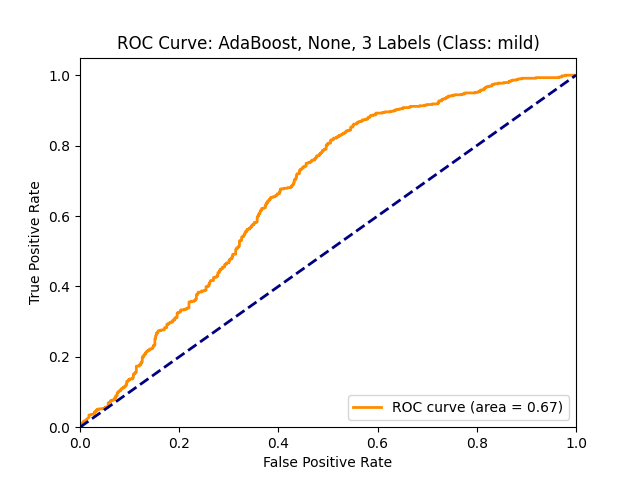 ROC Curve: AdaBoost, None, 3 Labels (Class: mild)
True Positive Rate
1.0
0.8
0.6
0.4
0.2
0.0
ROC curve (area = 0.67)
0.0 0.2 0.4 0.6 0.8 1.0
False Positive Rate